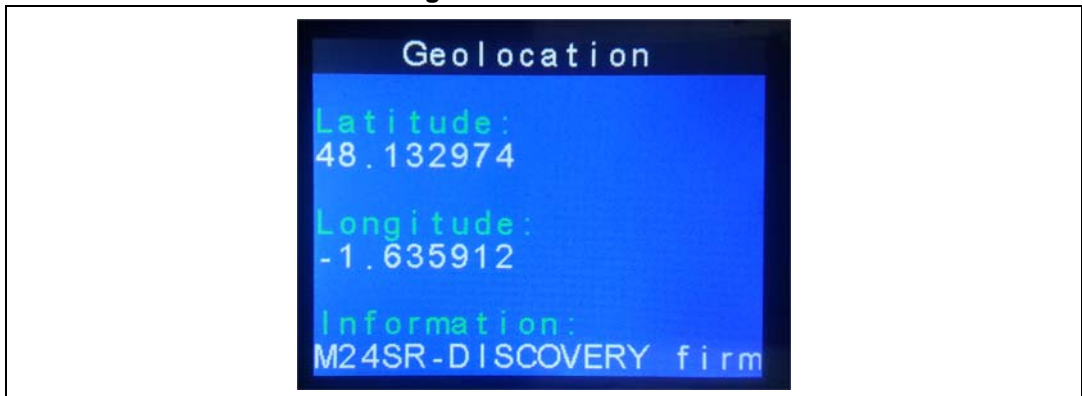 Geolocation
Latitude:
48.132974
Longitude:
-1.635912
Information:
M24SR-DISCOVERY firm